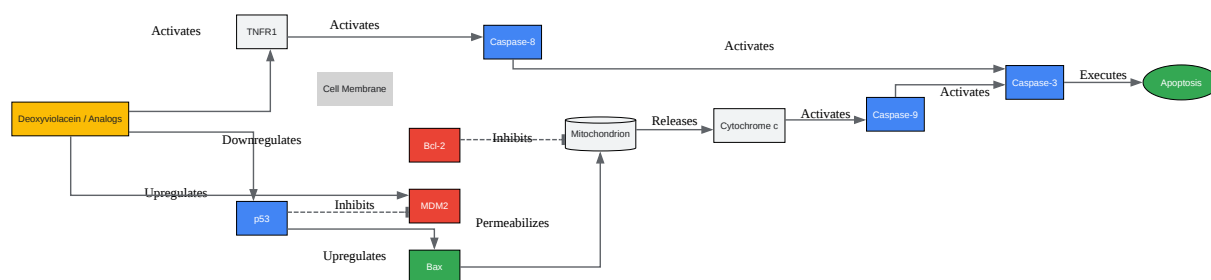 Activates
TNFR1
Activates
Caspase-8
Activates
Caspase-3
Executes
Apoptosis
Cell Membrane
Activates
Deoxyviolacein / Analogs
Downregulates
Bcl-2
Inhibits
Mitochondrion
Releases
Cytochrome c
Activates
Caspase-9
Upregulates
p53
Inhibits
MDM2
Permeabilizes
Upregulates
Bax